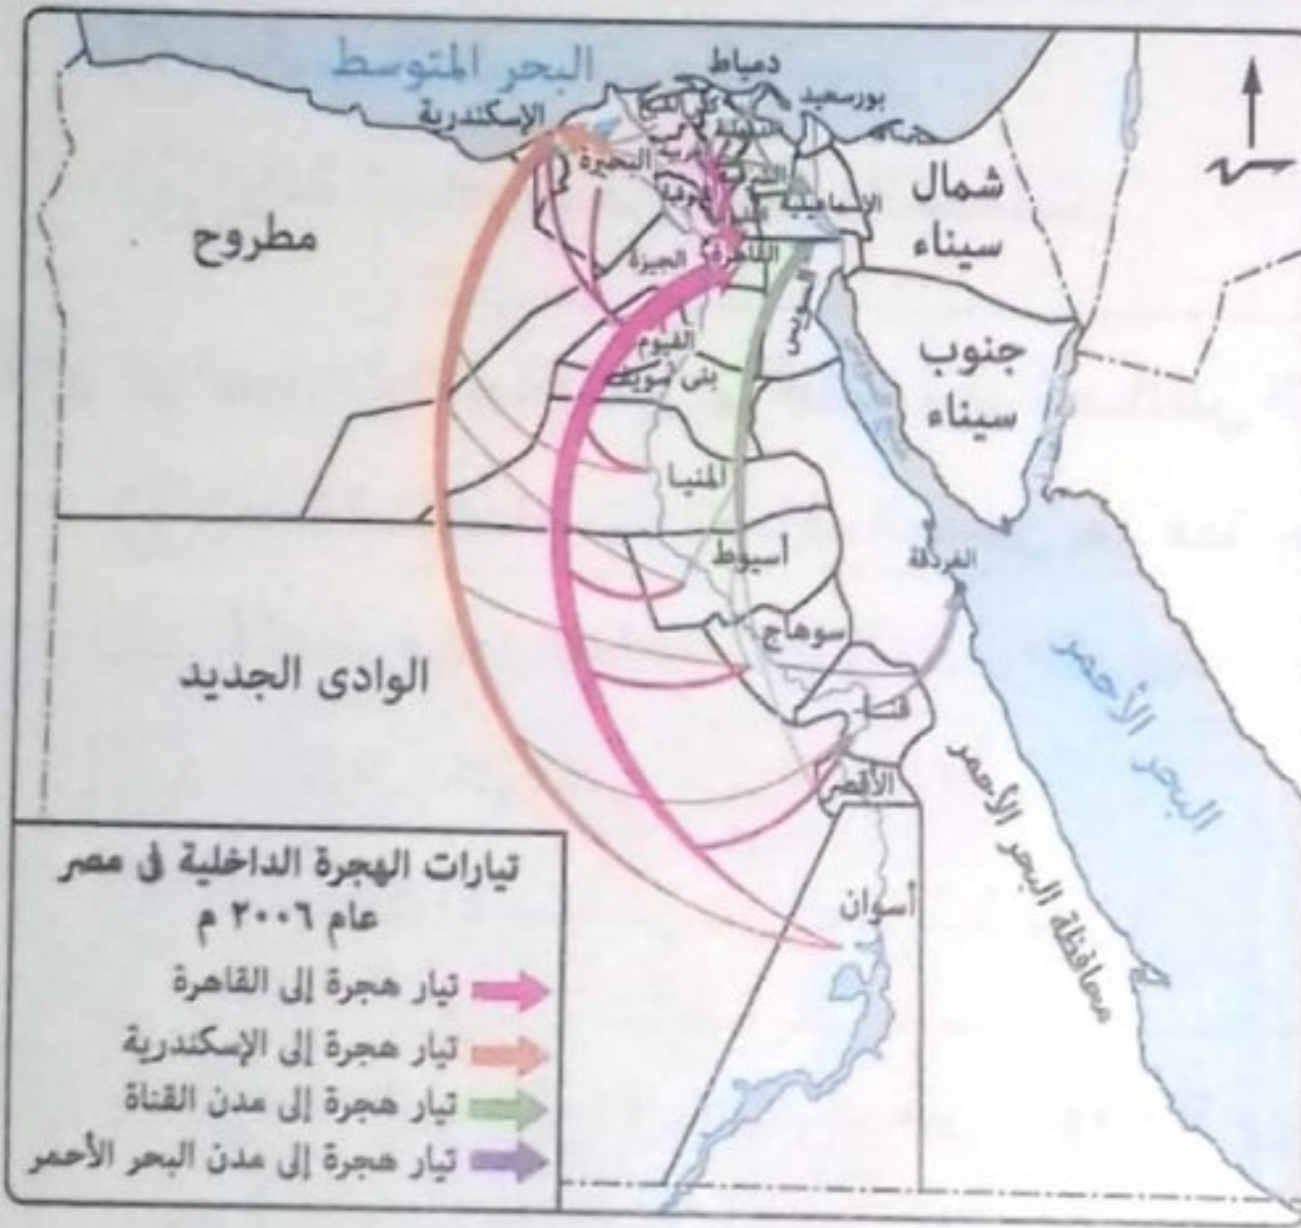 البحر المتوسط
دمياط
بورسعيد
الإسكندرية
البحيرة
الإسماعيلية
شمال
سيناء
مطروح
القاهرة
الجيزة
السويس
الفيوم
بنى سويف
جنوب
سيناء
المنيا
أسيوط
الغردقة
سوهاج
الوادى الجديد
قنا
الأقصر
البحر الأحمر
محافظة البحر الأحمر
أسوان
تيارات الهجرة الداخلية فى مصر
عام ٢٠٠٦ م
تيار هجرة إلى القاهرة
تيار هجرة إلى الإسكندرية
تيار هجرة إلى مدن القناة
تيار هجرة إلى مدن البحر الأحمر